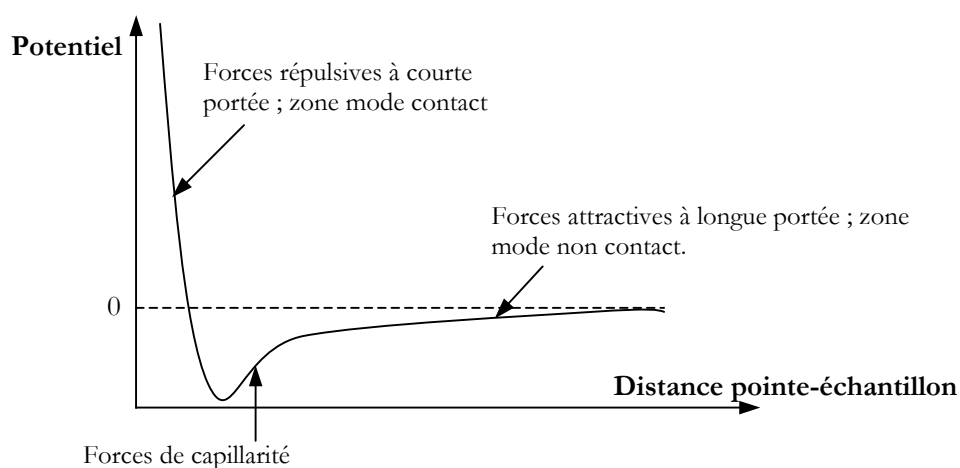 Potentiel
Forces répulsives à courte
portée ; zone mode contact
Forces attractives à longue portée ; zone
mode non contact.
0
Distance pointe-échantillon
Forces de capillarité